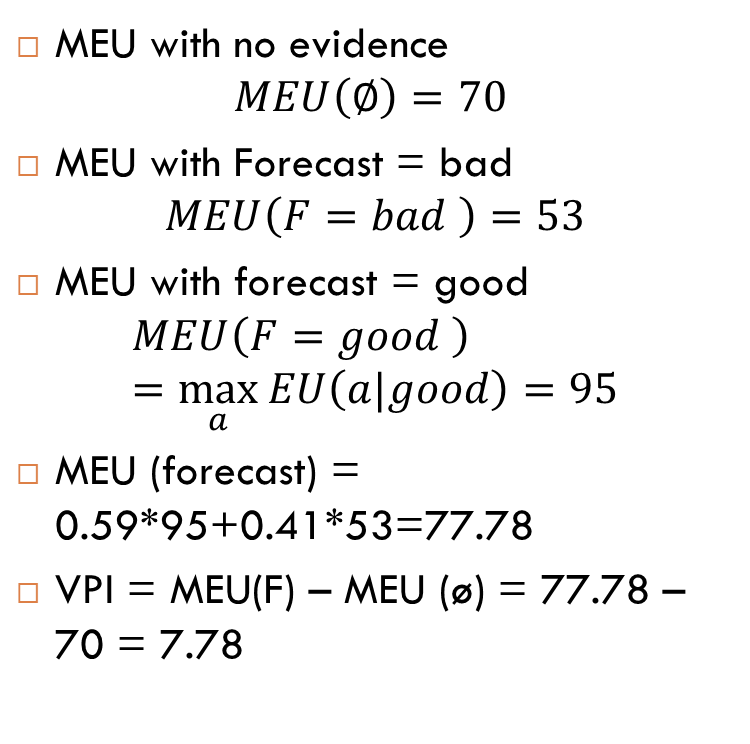 □ MEU with no evidence
MEU(∅) = 70
□ MEU with Forecast = bad
MEU(F = bad ) = 53
□ MEU with forecast = good
MEU(F = good )
= max EU(a|good) = 95
a
□ MEU (forecast) =
0.59*95+0.41*53=77.78
□ VPI = MEU(F) – MEU (ø) = 77.78 –
70 = 7.78